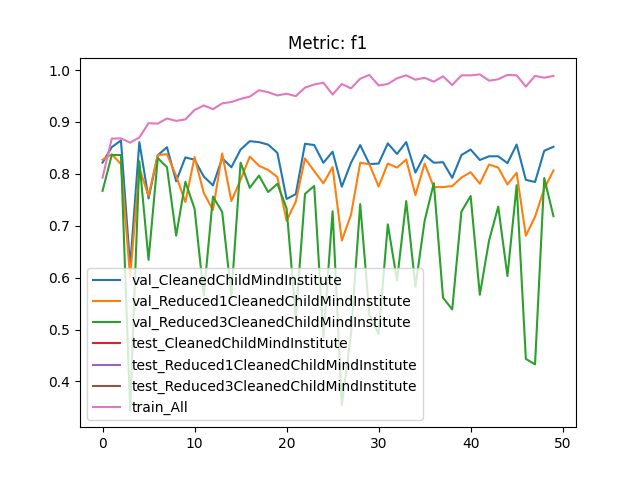 Metric: f1
1.0
0.9
0.8
0.7
0.6
0.5
0.4
val_CleanedChildMindInstitute
val_Reduced1CleanedChildMindInstitute
val_Reduced3CleanedChildMindInstitute
test_CleanedChildMindInstitute
test_Reduced1CleanedChildMindInstitute
test_Reduced3CleanedChildMindInstitute
train_All
0 10 20 30 40 50